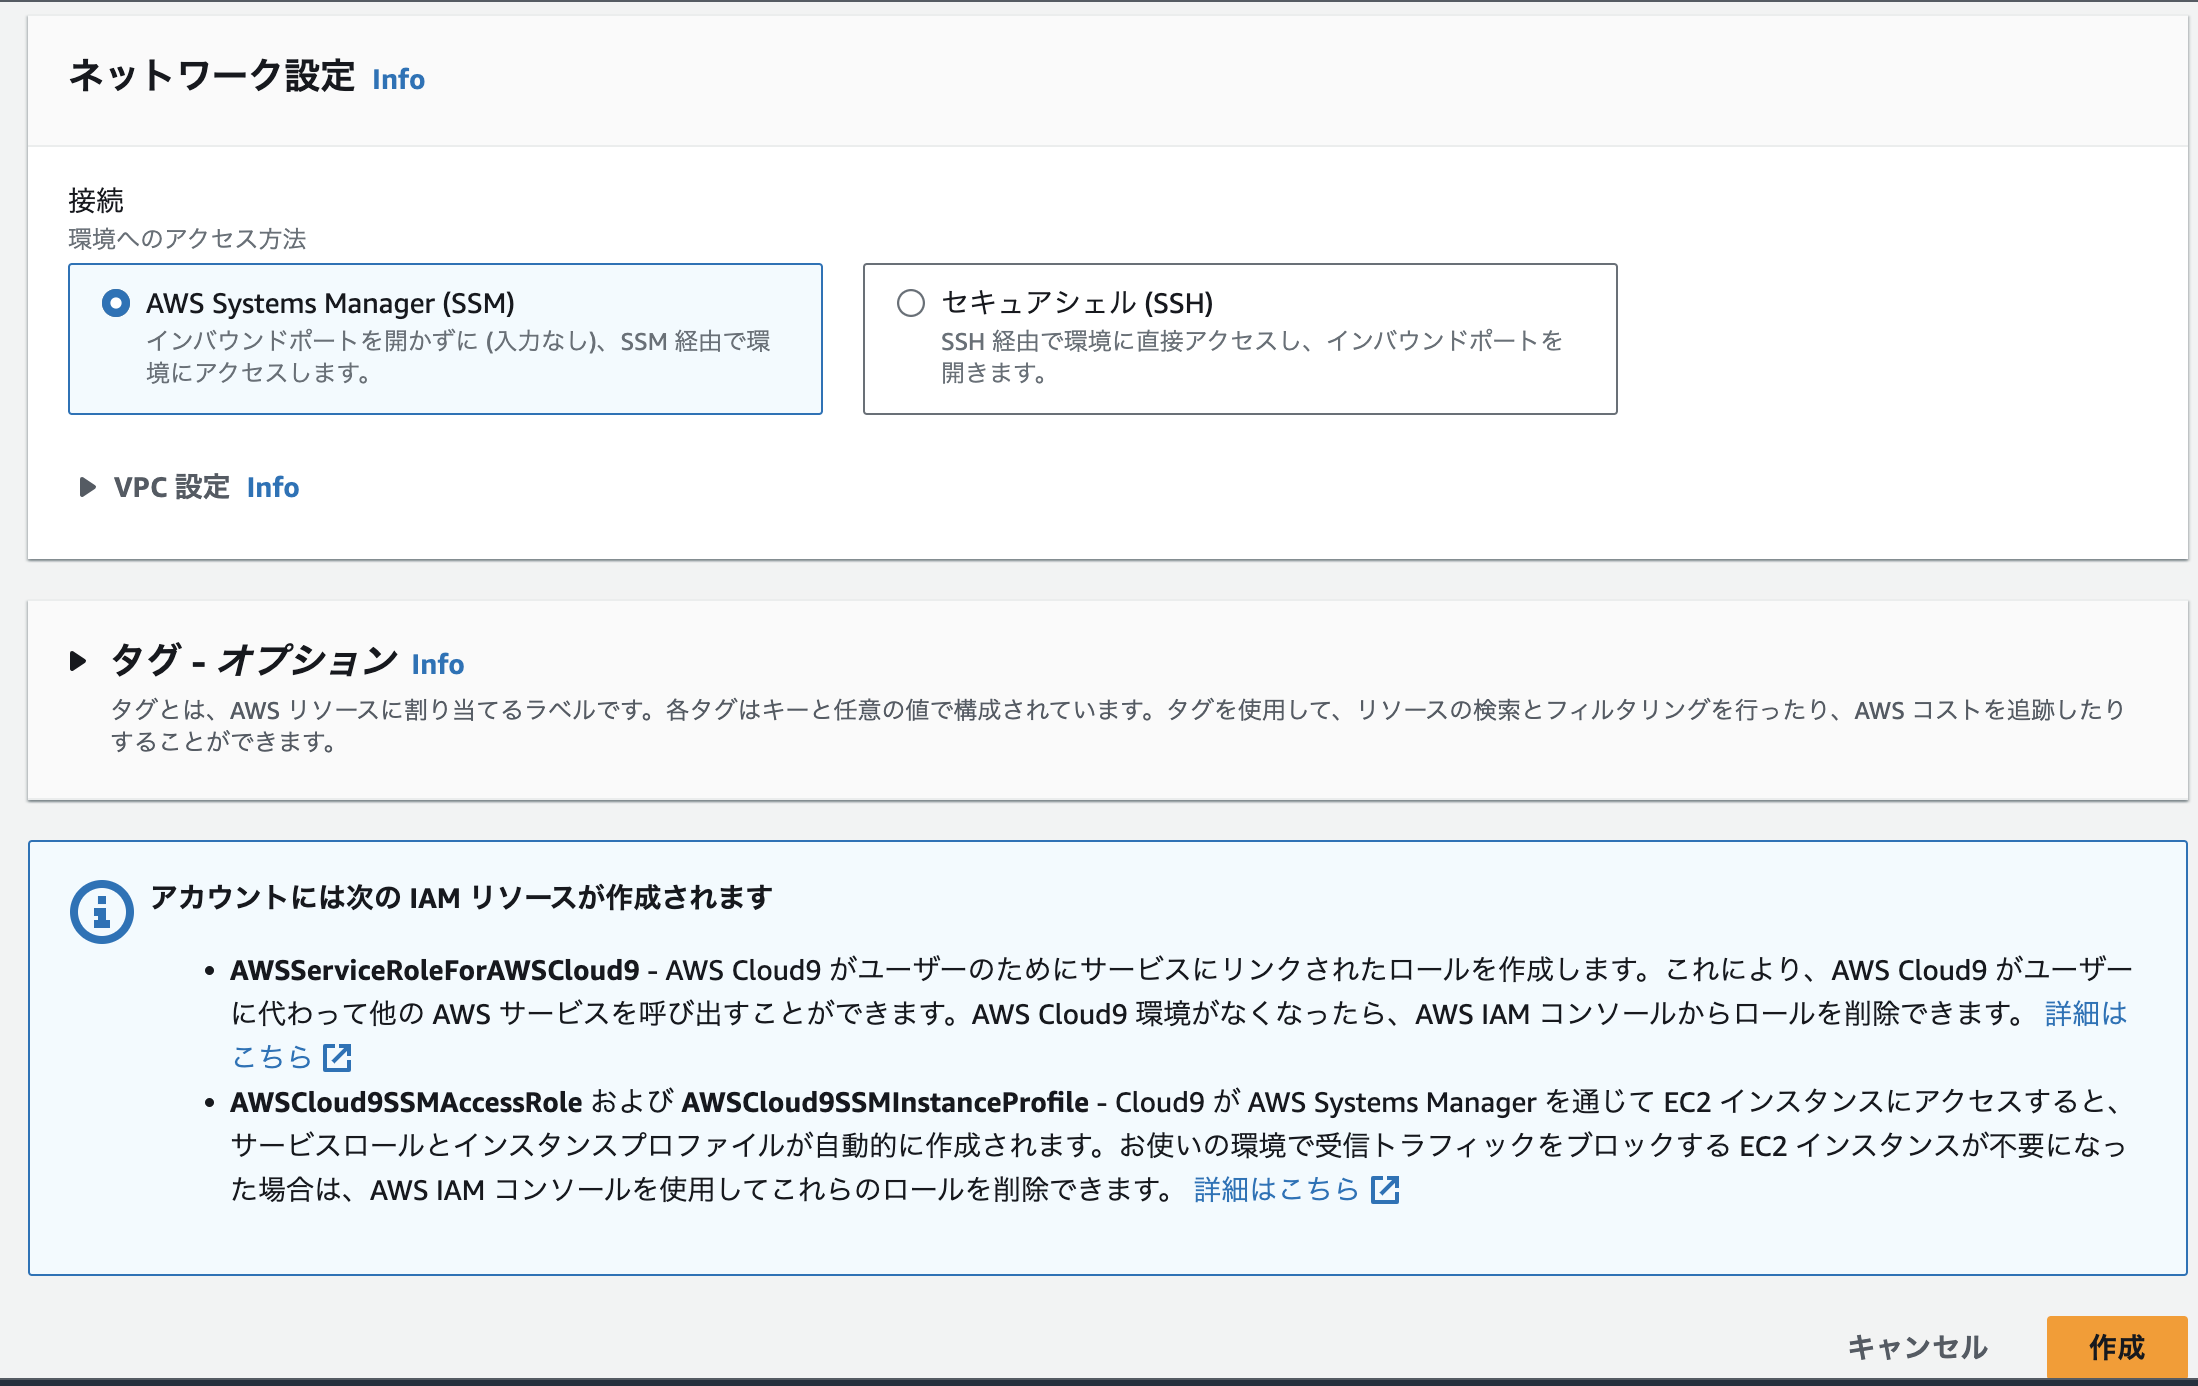 ネットワーク設定 Info
接続
環境へのアクセス方法
AWS Systems Manager (SSM)
インバウンドポートを開かずに (入力なし)、SSM 経由で環
境にアクセスします。
セキュアシェル (SSH)
SSH 経由で環境に直接アクセスし、インバウンドポートを
開きます。
VPC 設定 Info
タグ - オプション Info
タグとは、AWS リソースに割り当てるラベルです。各タグはキーと任意の値で構成されています。タグを使用して、リソースの検索とフィルタリングを行ったり、AWS コストを追跡したり
することができます。
アカウントには次の IAM リソースが作成されます
• AWSServiceRoleForAWSCloud9 - AWS Cloud9 がユーザーのためにサービスにリンクされたロールを作成します。これにより、AWS Cloud9 がユーザー
に代わって他の AWS サービスを呼び出すことができます。AWS Cloud9 環境がなくなったら、AWS IAM コンソールからロールを削除できます。 詳細は
こちら
• AWSCloud9SSMAccessRole および AWSCloud9SSMInstanceProfile - Cloud9 が AWS Systems Manager を通じて EC2 インスタンスにアクセスすると、
サービスロールとインスタンスプロファイルが自動的に作成されます。お使いの環境で受信トラフィックをブロックする EC2 インスタンスが不要になっ
た場合は、AWS IAM コンソールを使用してこれらのロールを削除できます。 詳細はこちら
キャンセル 作成